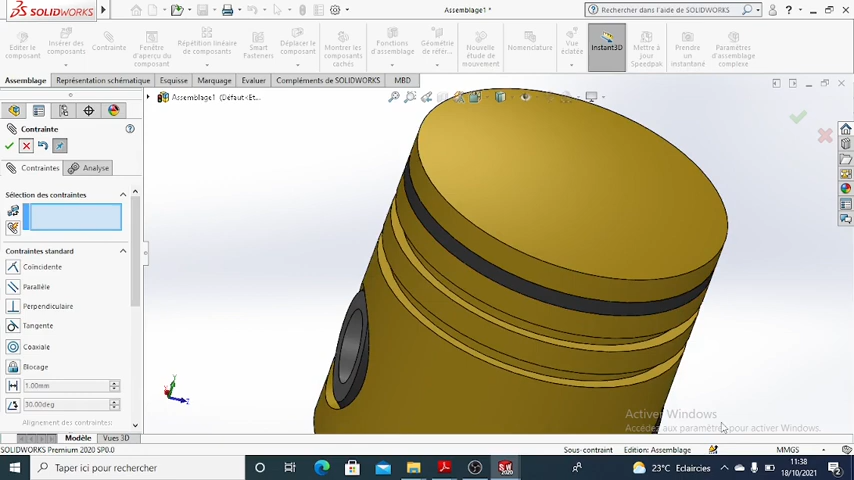 SOLIDWORKS
Assemblage1 *
Rechercher dans l'aide de SOLIDWORKS
Editer le composant
Insérer des composants
Contrainte
Fenêtre d'aperçu du composant
Répétition linéaire de composants
Smart Fasteners
Déplacer le composant
Montrer les composants cachés
Fonctions d'assemblage
Géométrie de référ...
Nouvelle étude de mouvement
Nomenclature
Vue éclatée
Instant3D
Mettre à jour Speedpak
Prendre un instantané
Paramètres d'assemblage complexe
Assemblage
Représentation schématique
Esquisse
Marquage
Evaluer
Compléments de SOLIDWORKS
MBD
Assemblage1 (Défaut<Et...
Contrainte
Contraintes
Analyse
Sélection des contraintes
Contraintes standard
Coïncidente
Parallèle
Perpendiculaire
Tangente
Coaxiale
Blocage
1.00mm
30.00deg
Alignement des contraintes:
Activer Windows
Accédez aux paramètres pour activer Windows.
Modèle
Vues 3D
SOLIDWORKS Premium 2020 SP0.0
Sous-contraint
Edition: Assemblage
MMGS
Taper ici pour rechercher
23°C Eclaircies
11:38
18/10/2021